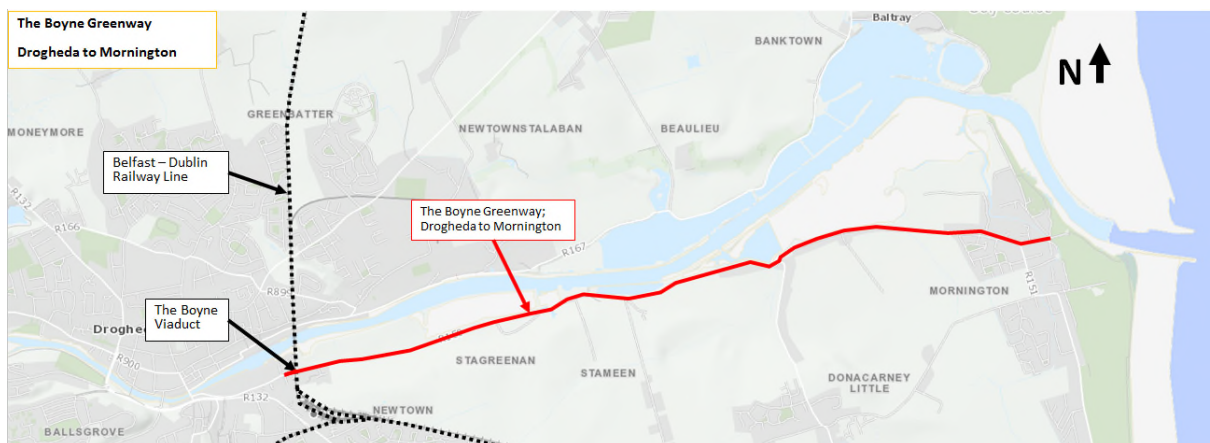 The Boyne Greenway
Drogheda to Mornington
Baltray
BANKTOWN
N
GREENBATTER
MONEYMORE
NEWTOWNSTALABAN
BEAULIEU
Belfast – Dublin
Railway Line
R132
R166
The Boyne Greenway;
Drogheda to Mornington
R167
R151
MORNINGTON
The Boyne
Viaduct
R900
STAGREENAN
STAMEEN
DONACARNEY
LITTLE
R132
NEWTOWN
BALLSGROVE